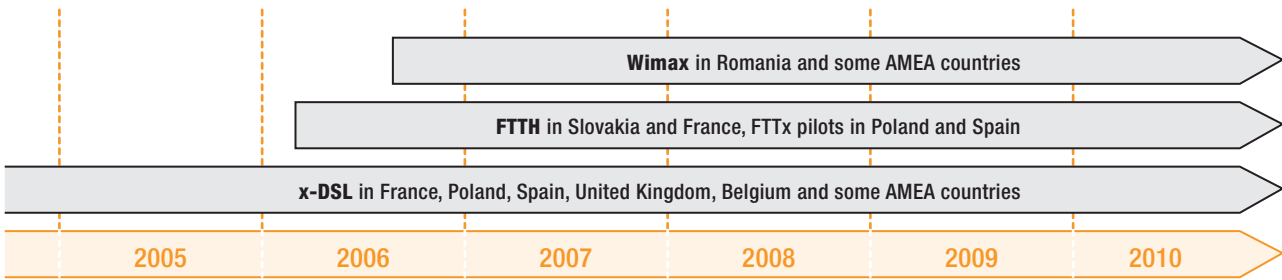 Wimax in Romania and some AMEA countries
FTTH in Slovakia and France, FTTx pilots in Poland and Spain
x-DSL in France, Poland, Spain, United Kingdom, Belgium and some AMEA countries
2005 2006 2007 2008 2009 2010